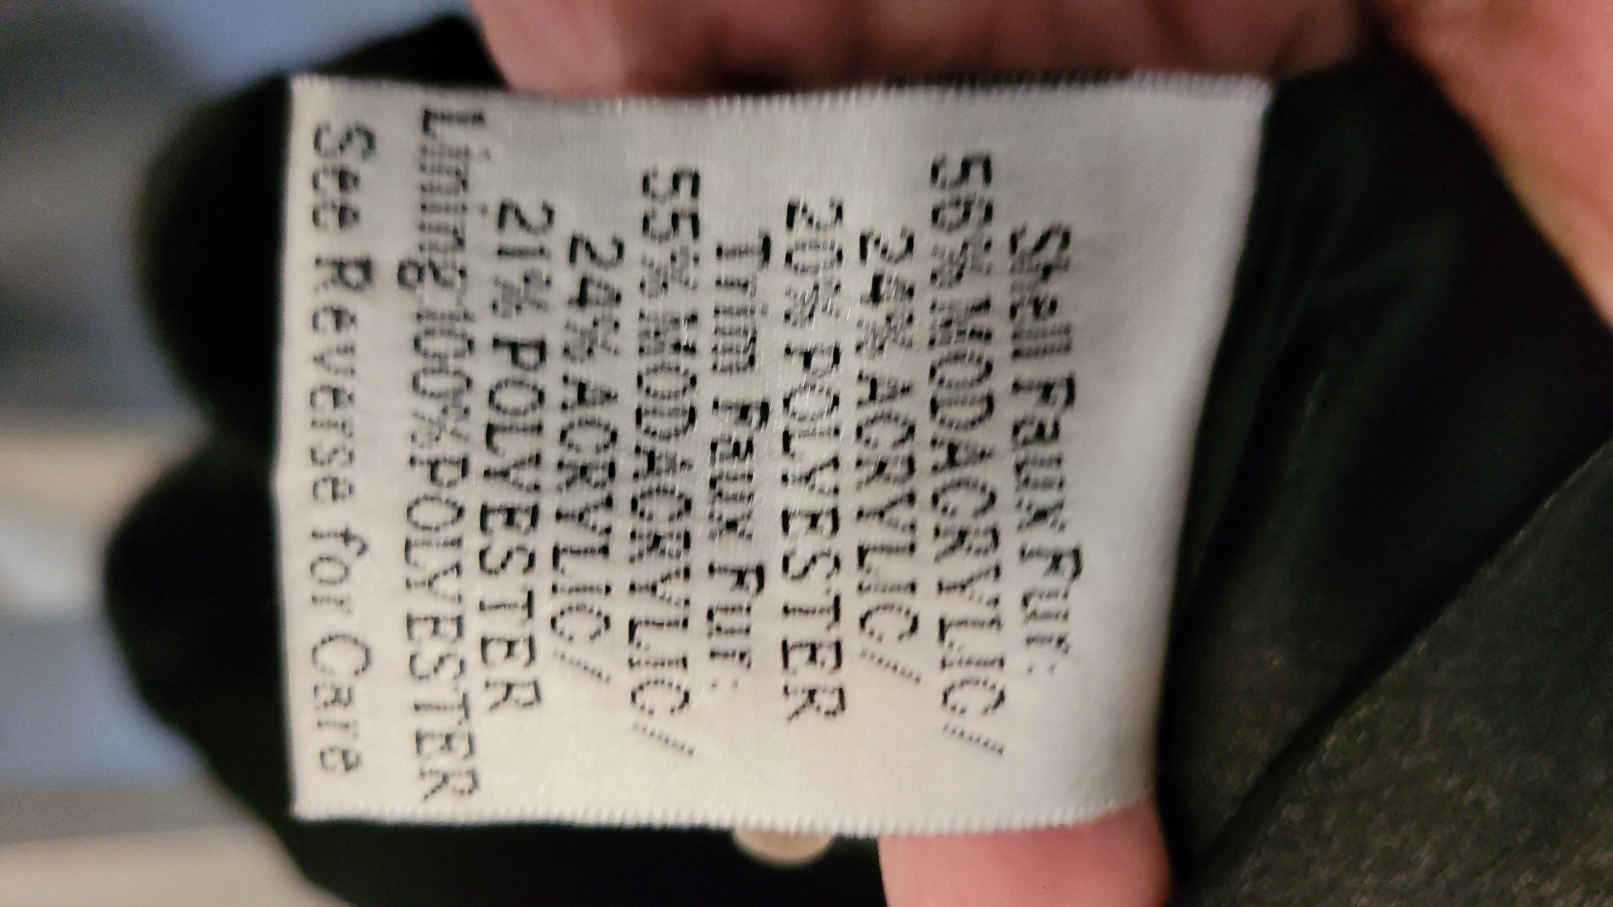 Shell Faux Fur:
56%MODACRYLIC/
24%ACRYLIC/
20%POLYESTER
Trim Faux Fur:
55%MODACRYLIC/
24%ACRYLIC/
21%POLYESTER
Lining:100%POLYESTER
See Reverse for Care